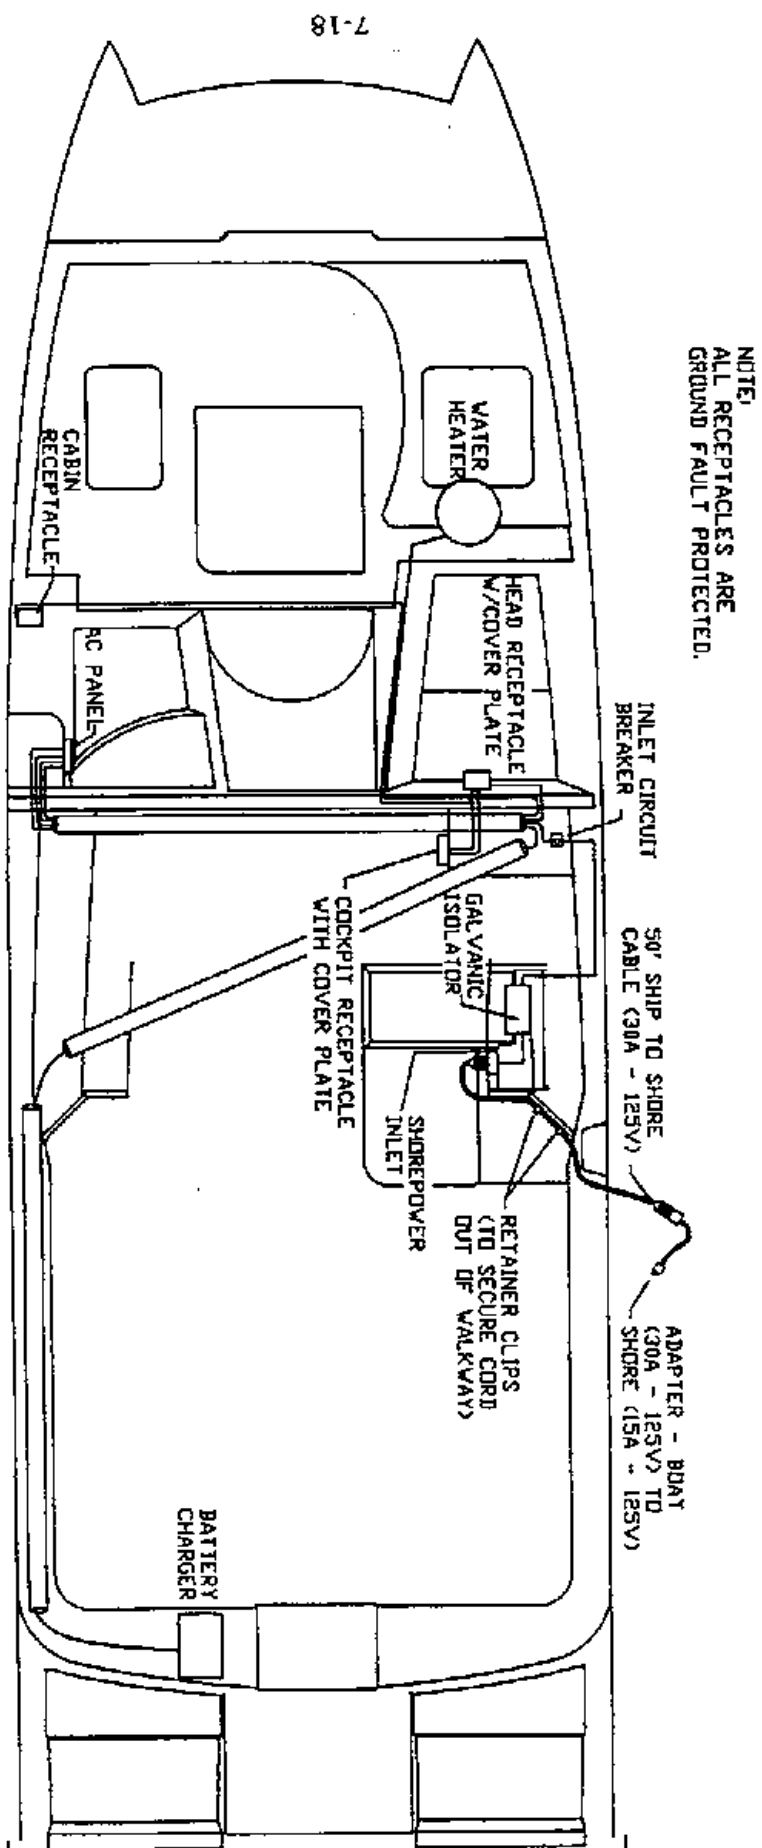 7-18
NOTE;
ALL RECEPTACLES ARE
GROUND FAULT PROTECTED.
WATER
HEATER
CABIN
RECEPTACLE
HEAD RECEPTACLE
W/COVER PLATE
AC PANEL
INLET CIRCUIT
BREAKER
COCKPIT RECEPTACLE
WITH COVER PLATE
GALVANIC
ISOLATOR
50' SHIP TO SHORE
CABLE (30A - 125V)
SHOREPOWER
INLET
RETAINER CLIPS
(TO SECURE CORD
OUT OF WALKWAY)
ADAPTER - BOAT
(30A - 125V) TO
SHORE (15A - 125V)
BATTERY
CHARGER